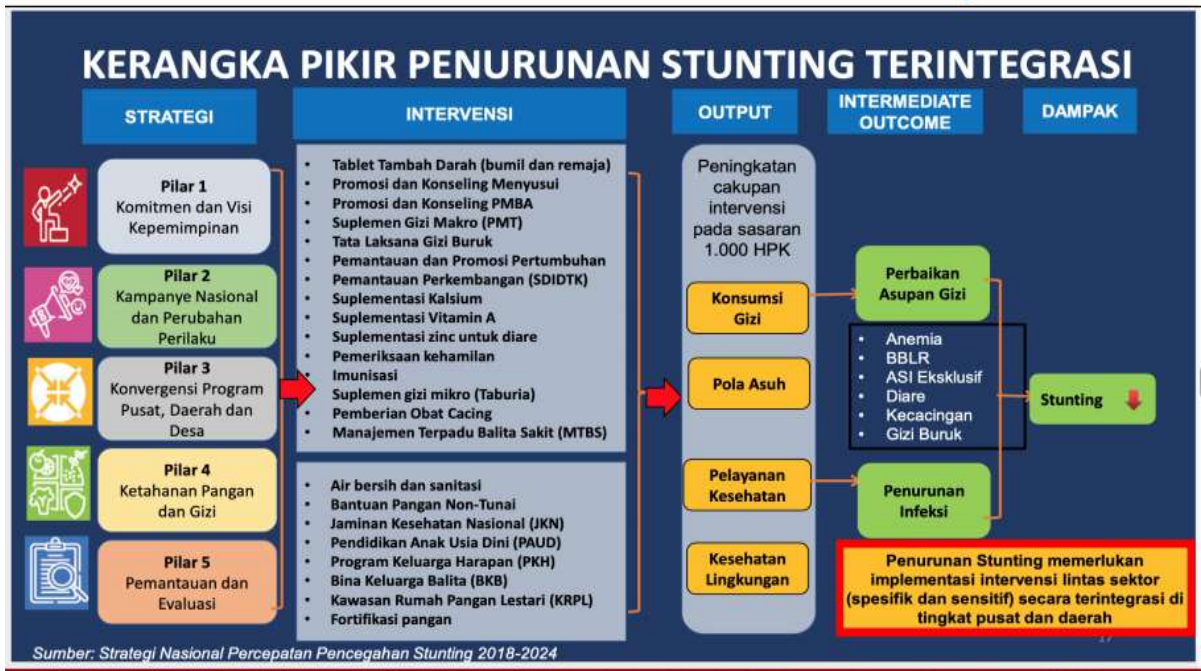 KERANGKA PIKIR PENURUNAN STUNTING TERINTEGRASI
STRATEGI
Pilar 1
Komitmen dan Visi
Kepemimpinan
Pilar 2
Kampanye Nasional
dan Perubahan
Perilaku
Pilar 3
Konvergensi Program
Pusat, Daerah dan
Desa
Pilar 4
Ketahanan Pangan
dan Gizi
Pilar 5
Pemantauan dan
Evaluasi
INTERVENSI
• Tablet Tambah Darah (bumil dan remaja)
• Promosi dan Konseling Menyusui
• Promosi dan Konseling PMBA
• Suplemen Gizi Makro (PMT)
• Tata Laksana Gizi Buruk
• Pemantauan dan Promosi Pertumbuhan
• Pemantauan Perkembangan (SDIDTK)
• Suplementasi Kalsium
• Suplementasi Vitamin A
• Suplementasi zinc untuk diare
• Pemeriksaan kehamilan
• Imunisasi
• Suplemen gizi mikro (Taburia)
• Pemberian Obat Cacing
• Manajemen Terpadu Balita Sakit (MTBS)
• Air bersih dan sanitasi
• Bantuan Pangan Non-Tunai
• Jaminan Kesehatan Nasional (JKN)
• Pendidikan Anak Usia Dini (PAUD)
• Program Keluarga Harapan (PKH)
• Bina Keluarga Balita (BKB)
• Kawasan Rumah Pangan Lestari (KRPL)
• Fortifikasi pangan
OUTPUT
Peningkatan
cakupan
intervensi
pada sasaran
1.000 HPK
Konsumsi
Gizi
Pola Asuh
Pelayanan
Kesehatan
Kesehatan
Lingkungan
INTERMEDIATE
OUTCOME
Perbaikan
Asupan Gizi
• Anemia
• BBLR
• ASI Eksklusif
• Diare
• Kecacingan
• Gizi Buruk
Penurunan
Infeksi
DAMPAK
Stunting
Penurunan Stunting memerlukan
implementasi intervensi lintas sektor
(spesifik dan sensitif) secara terintegrasi di
tingkat pusat dan daerah
Sumber: Strategi Nasional Percepatan Pencegahan Stunting 2018-2024